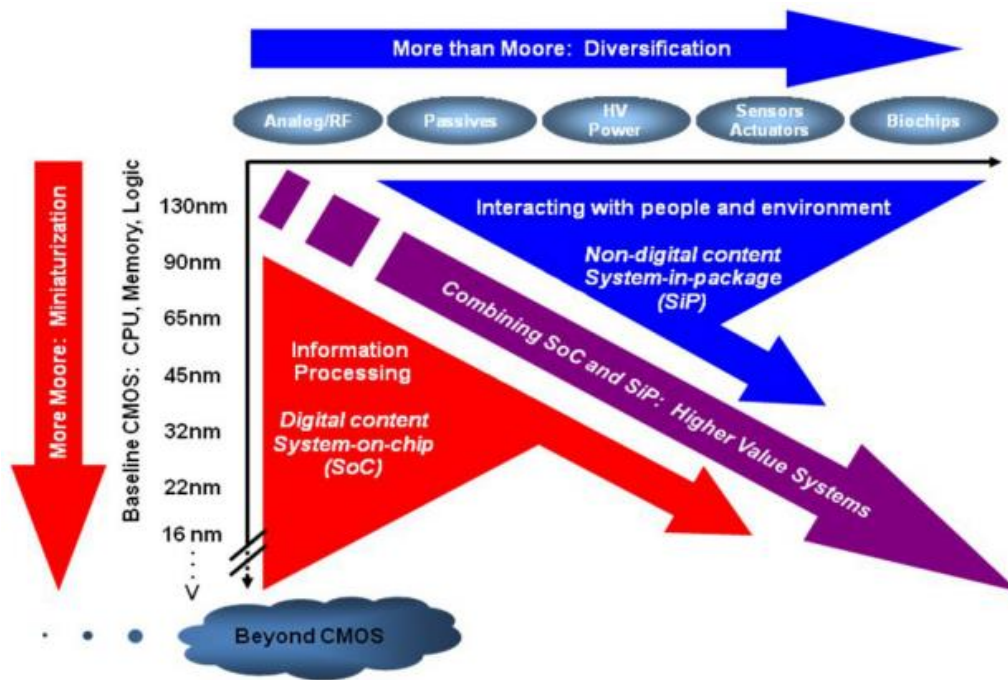 More than Moore: Diversification
Analog/RF
Passives
HV
Power
Sensors
Actuators
Biochips
More Moore: Miniaturization
Baseline CMOS: CPU, Memory, Logic
130nm
90nm
65nm
45nm
32nm
22nm
16 nm
Interacting with people and environment
Non-digital content
System-in-package
(SiP)
Combining SoC and SiP: Higher Value Systems
Information
Processing
Digital content
System-on-chip
(SoC)
Beyond CMOS